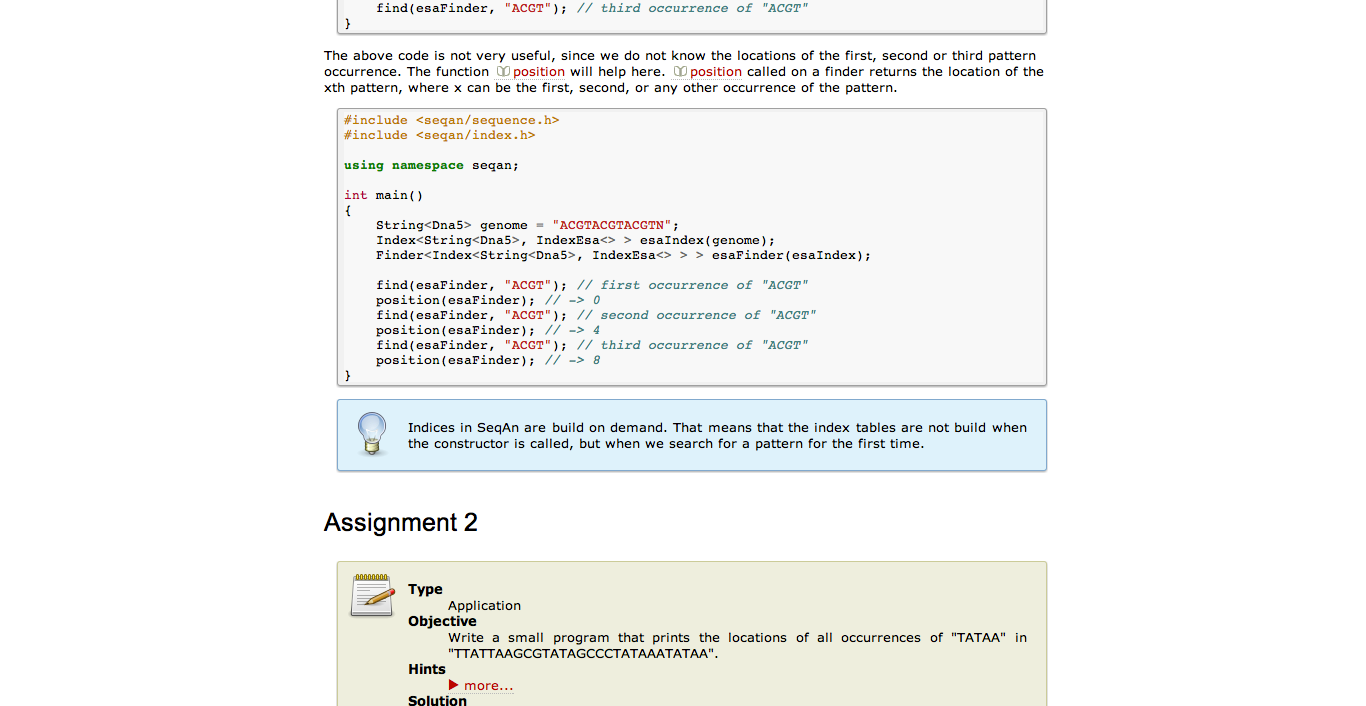 find(esaFinder, "ACGT"); // third occurrence of "ACGT"
}
The above code is not very useful, since we do not know the locations of the first, second or third pattern
occurrence. The function position will help here. position called on a finder returns the location of the
xth pattern, where x can be the first, second, or any other occurrence of the pattern.
#include <seqan/sequence.h>
#include <seqan/index.h>
using namespace seqan;
int main()
{
String<Dna5> genome = "ACGTACGTACGTN";
Index<String<Dna5>, IndexEsa<> > esaIndex(genome);
Finder<Index<String<Dna5>, IndexEsa<> > > esaFinder(esaIndex);
find(esaFinder, "ACGT"); // first occurrence of "ACGT"
position(esaFinder); // -> 0
find(esaFinder, "ACGT"); // second occurrence of "ACGT"
position(esaFinder); // -> 4
find(esaFinder, "ACGT"); // third occurrence of "ACGT"
position(esaFinder); // -> 8
}
Indices in SeqAn are build on demand. That means that the index tables are not build when
the constructor is called, but when we search for a pattern for the first time.
Assignment 2
Type
Application
Objective
Write a small program that prints the locations of all occurrences of "TATAA" in
"TTATTAAGCGTATAGCCCTATAAATATAA".
Hints
more...
Solution